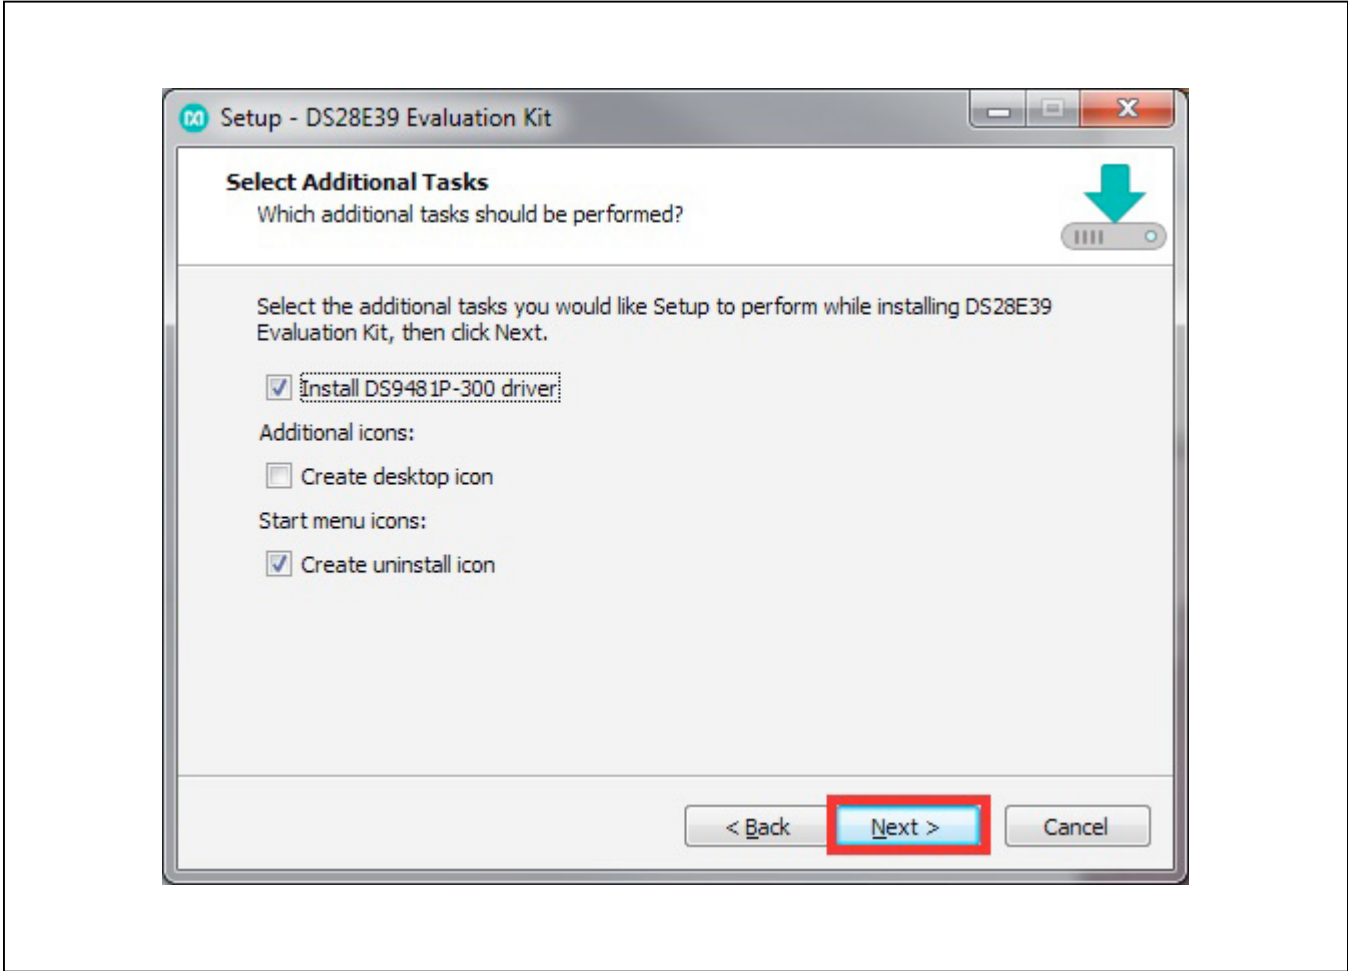 Setup - DS28E39 Evaluation Kit
Select Additional Tasks
Which additional tasks should be performed?
Select the additional tasks you would like Setup to perform while installing DS28E39
Evaluation Kit, then click Next.
Install DS9481P-300 driver
Additional icons:
Create desktop icon
Start menu icons:
Create uninstall icon
< Back Next > Cancel